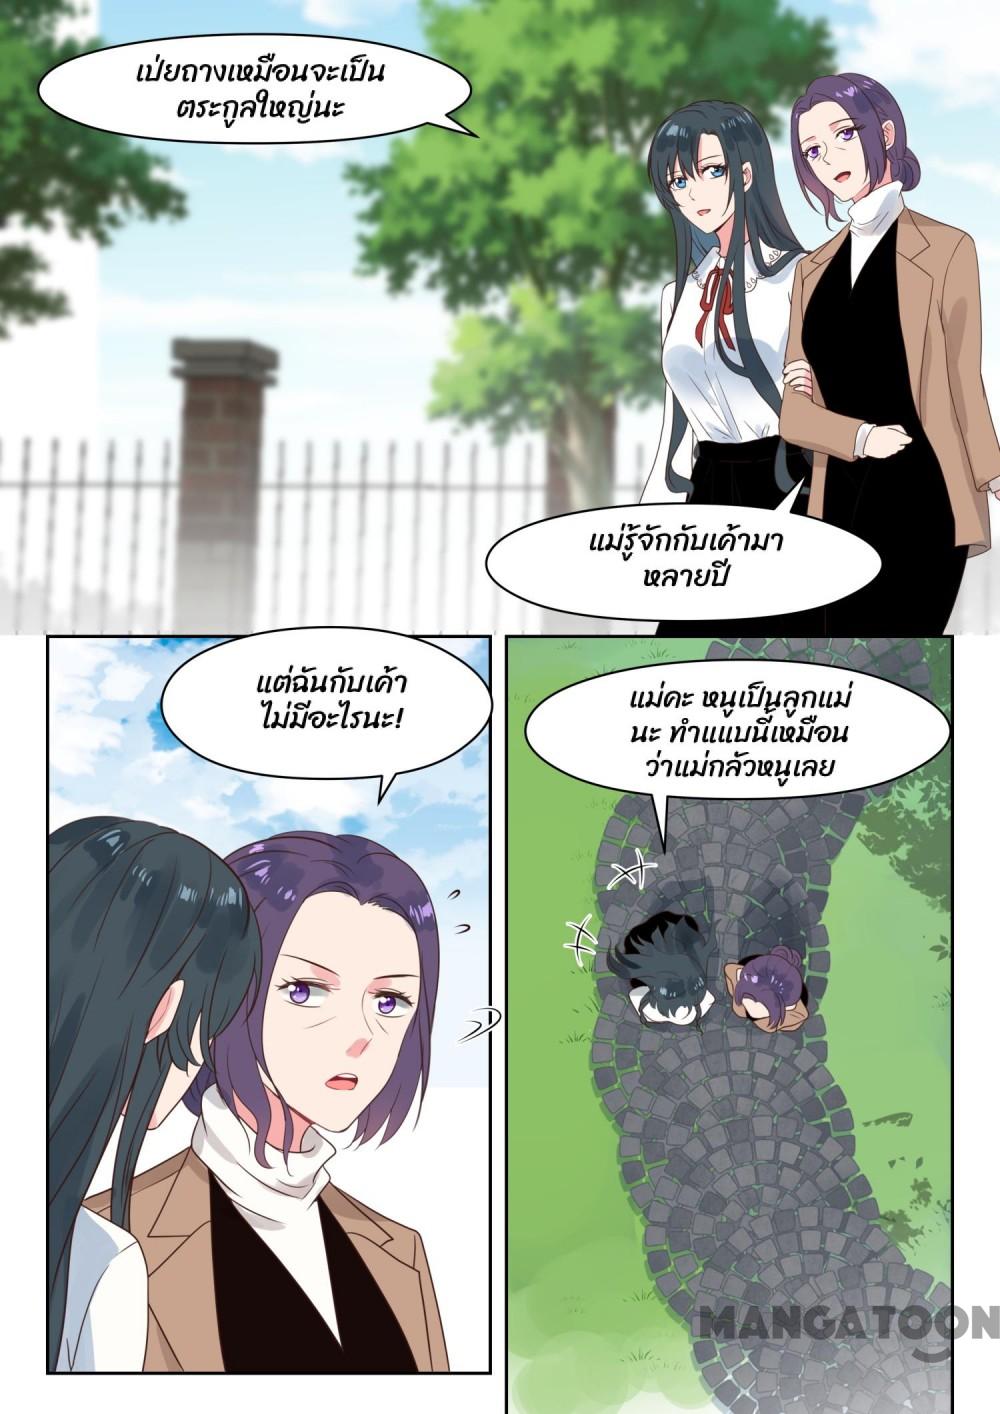 เป่ยถางเหมือนจะเป็น
ตระกูลใหญ่นะ
แม่รู้จักกับเค้ามา
หลายปี
แต่ฉันกับเค้า
ไม่มีอะไรนะ!
แม่คะ หนูเป็นลูกแม่
นะ ทำแแบนี้เหมือน
ว่าแม่กลัวหนูเลย
MANGATOON